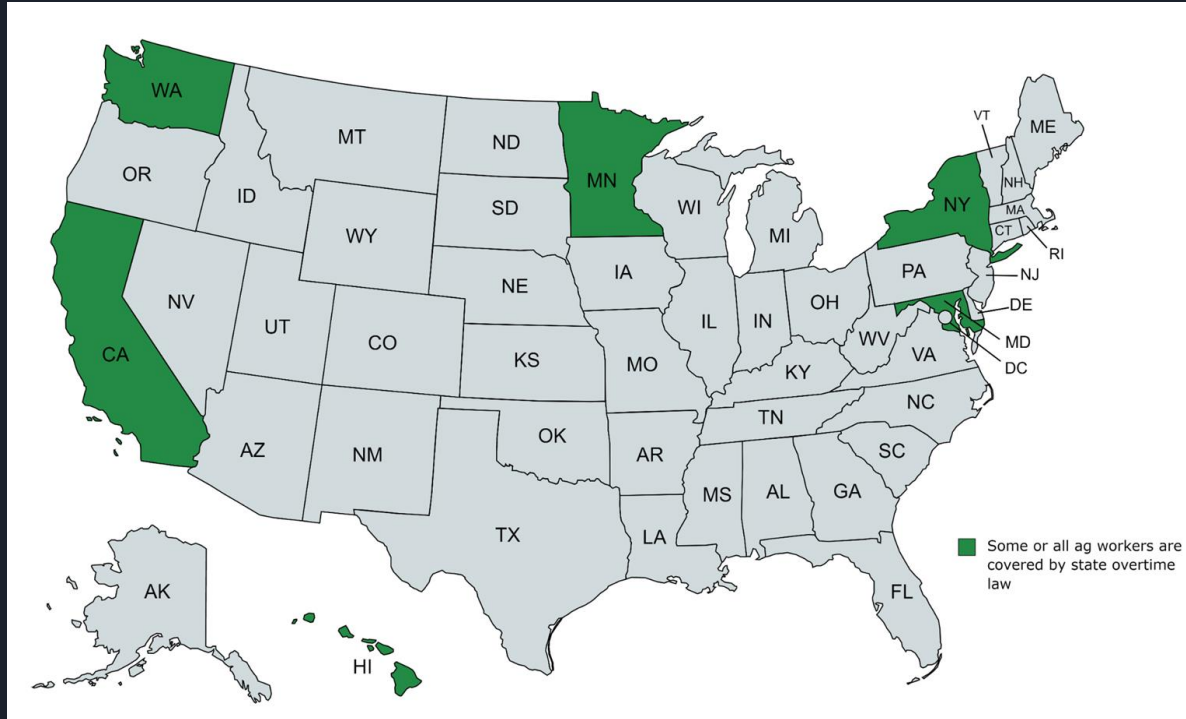 WA
MT
ND
MN
OR
ID
SD
WI
MI
NY
VT
ME
NH
MA
CT
RI
WY
NE
IA
PA
NJ
NV
UT
CO
KS
MO
IL
IN
OH
WV
VA
DE
MD
DC
CA
KY
AZ
NM
OK
AR
TN
NC
SC
MS
AL
GA
TX
LA
FL
AK
HI
Some or all ag workers are
covered by state overtime
law